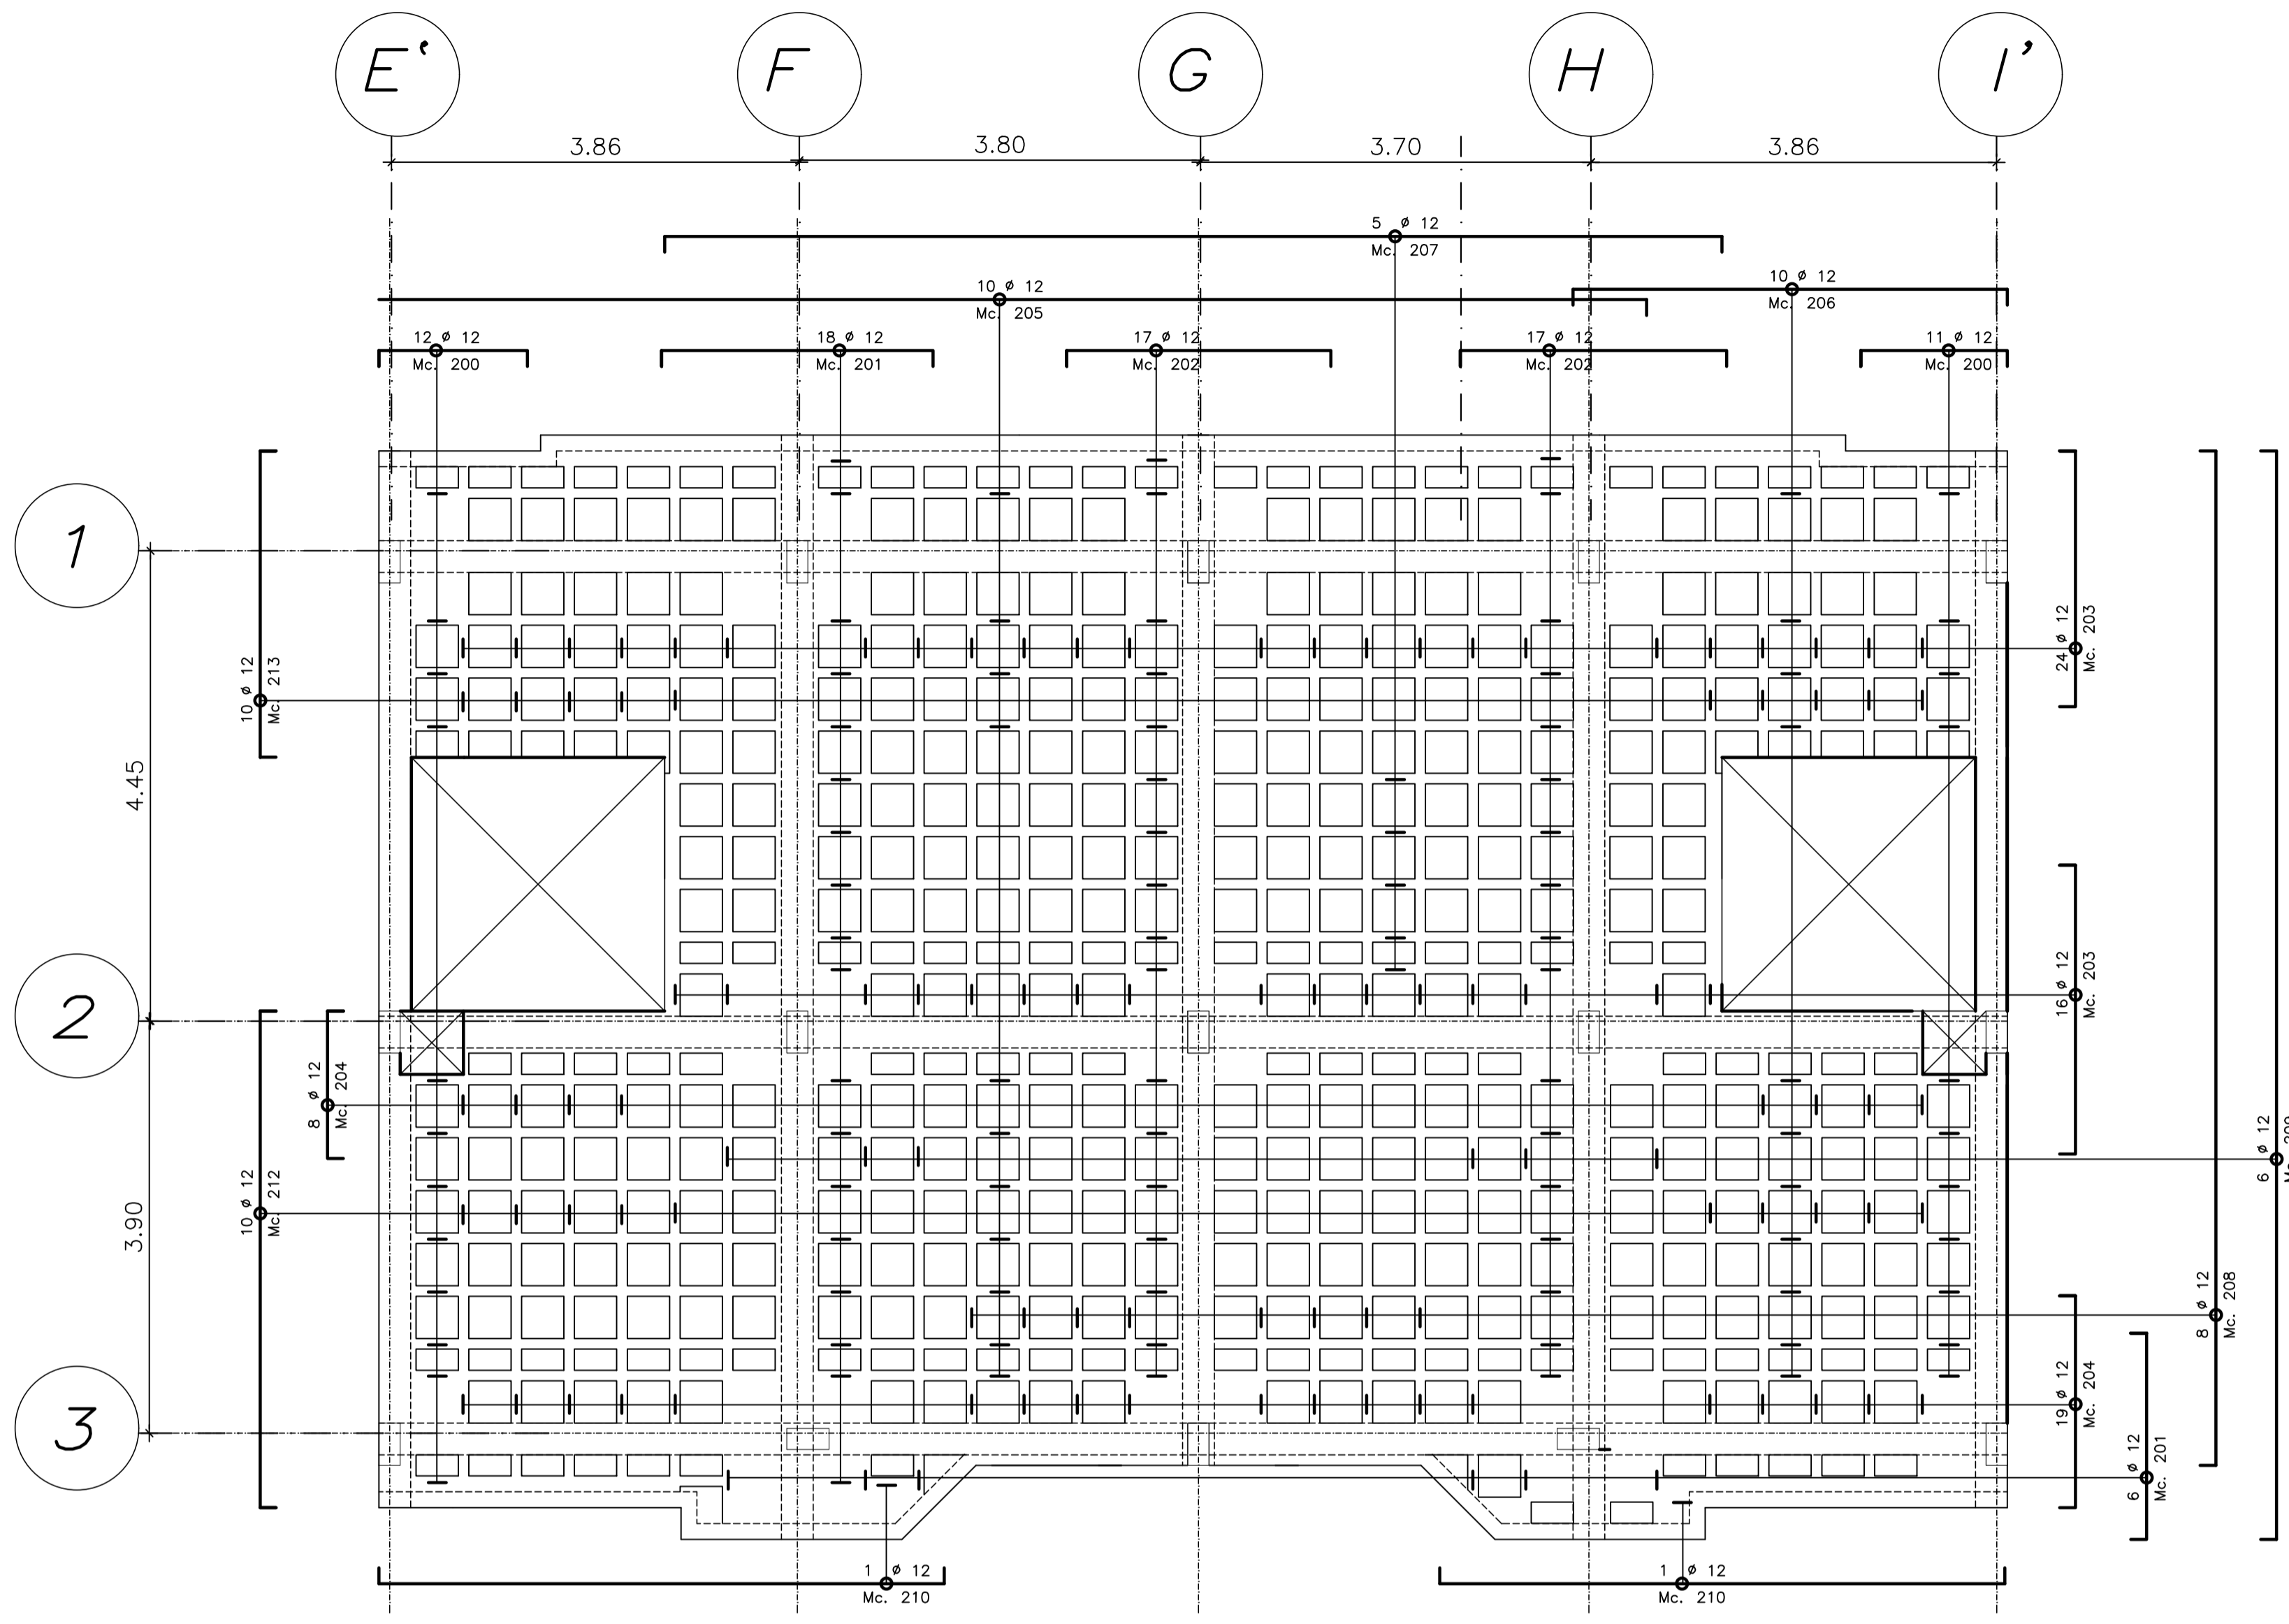 E' F G H I'
3.86 3.80 3.70 3.86
5 ø 12
Mc. 207
10 ø 12
Mc. 205
10 ø 12
Mc. 206
12 ø 12
Mc. 200
18 ø 12
Mc. 201
17 ø 12
Mc. 202
17 ø 12
Mc. 202
11 ø 12
Mc. 200
1
10 ø 12
Mc. 213
24 ø 12
Mc. 203
4.45
2
16 ø 12
Mc. 203
8 ø 12
Mc. 204
10 ø 12
Mc. 212
3.90
6 ø 12
8 ø 12
Mc. 208
3
19 ø 12
Mc. 204
6 ø 12
Mc. 201
1 ø 12
Mc. 210
1 ø 12
Mc. 210